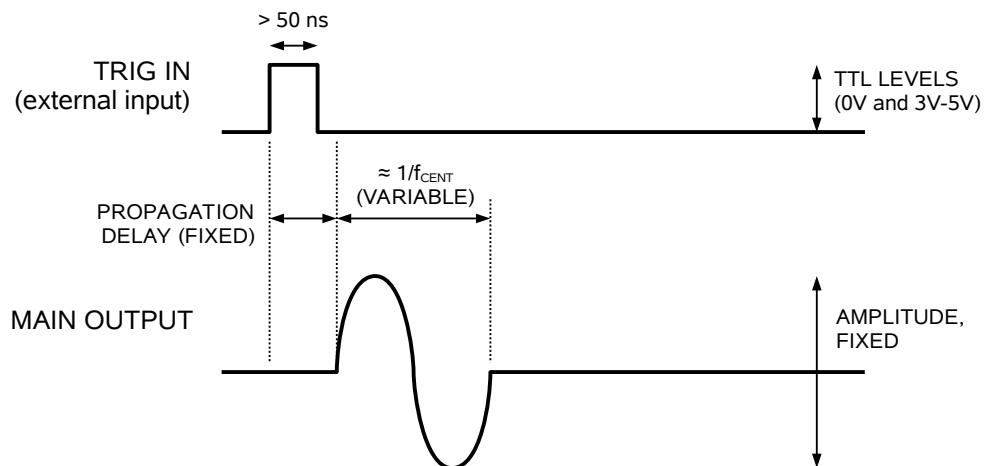 > 50 ns
TRIG IN
(external input)
TTL LEVELS
(0V and 3V-5V)
≈ 1/fCENT
(VARIABLE)
PROPAGATION
DELAY (FIXED)
MAIN OUTPUT
AMPLITUDE,
FIXED